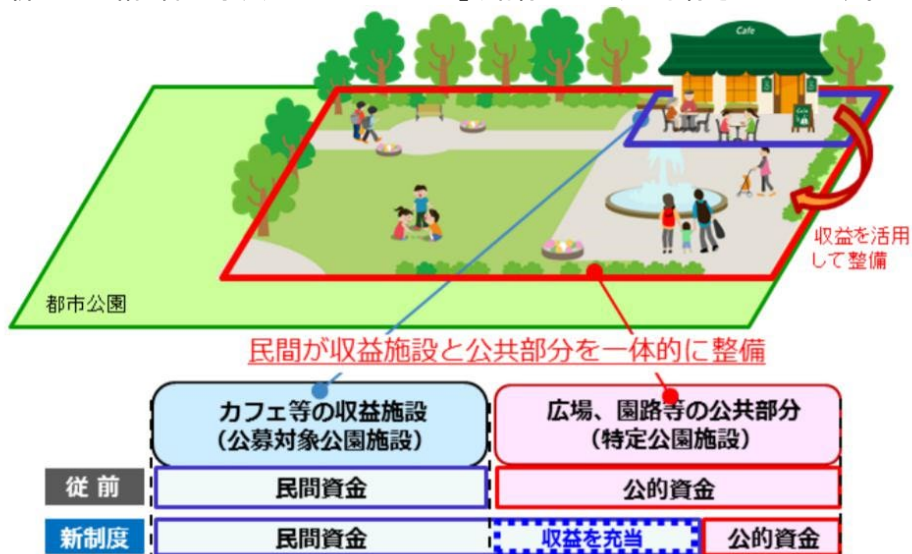 Cafe
Cafe
収益を活用
して整備
都市公園
民間が収益施設と公共部分を一体的に整備
カフェ等の収益施設
(公募対象公園施設)
広場、園路等の公共部分
(特定公園施設)
従前
民間資金
公的資金
新制度
民間資金
収益を充当
公的資金